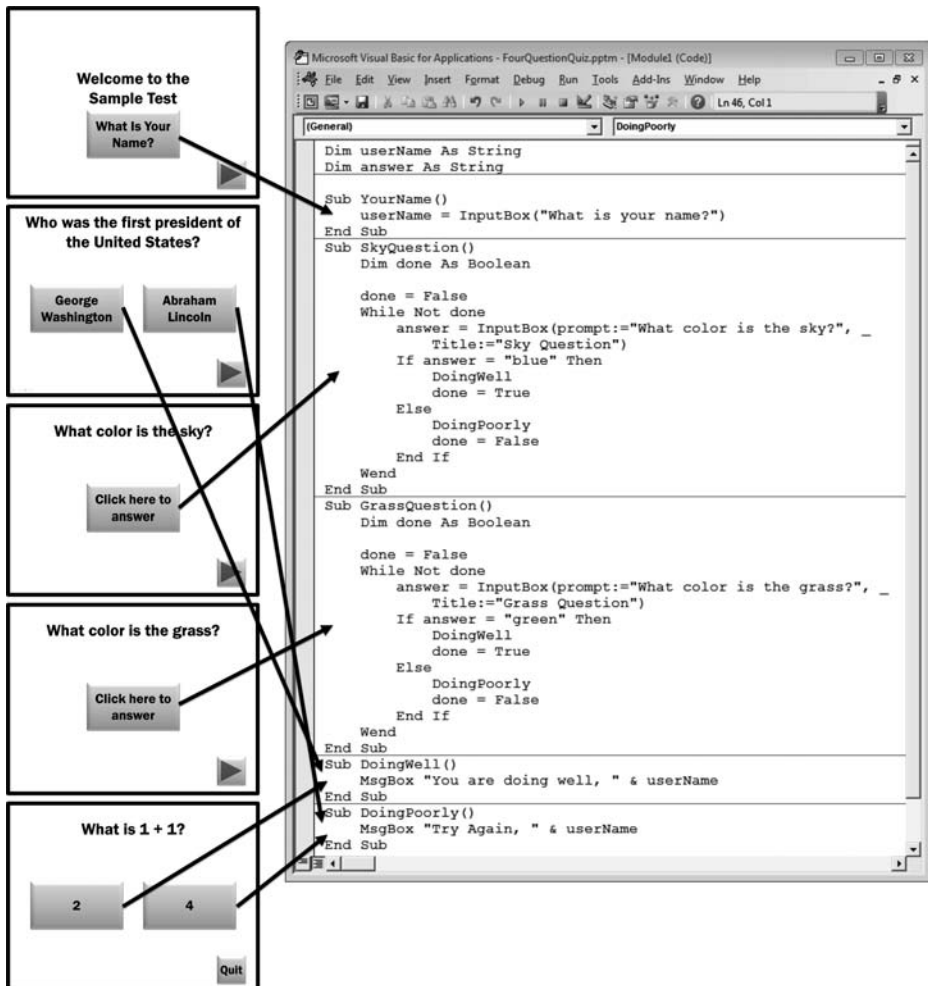 Welcome to the
Sample Test
What Is Your
Name?
Who was the first president of
the United States?
George
Washington
Abraham
Lincoln
What color is the sky?
Click here to
answer
What color is the grass?
Click here to
answer
What is 1 + 1?
2
4
Quit
Microsoft Visual Basic for Applications - FourQuestionQuiz.pptm - [Module1 (Code)]
File Edit View Insert Format Debug Run Tools Add-Ins Window Help
Ln 46, Col 1
(General)
DoingPoorly
Dim userName As String
Dim answer As String
Sub YourName()
userName = InputBox("What is your name?")
End Sub
Sub SkyQuestion()
Dim done As Boolean
done = False
While Not done
answer = InputBox(prompt:="What color is the sky?", _
Title:="Sky Question")
If answer = "blue" Then
DoingWell
done = True
Else
DoingPoorly
done = False
End If
Wend
End Sub
Sub GrassQuestion()
Dim done As Boolean
done = False
While Not done
answer = InputBox(prompt:="What color is the grass?", _
Title:="Grass Question")
If answer = "green" Then
DoingWell
done = True
Else
DoingPoorly
done = False
End If
Wend
End Sub
Sub DoingWell()
MsgBox "You are doing well, " & userName
End Sub
Sub DoingPoorly()
MsgBox "Try Again, " & userName
End Sub